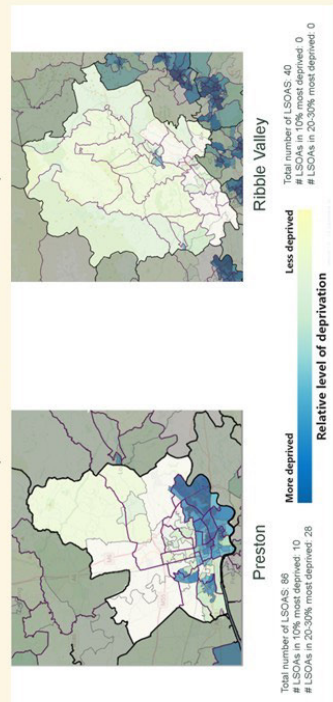 Preston
Total number of LSOAS: 86
# LSOAs in 10% most deprived: 10
# LSOAs in 20-30% most deprived: 28
More deprived
Less deprived
Relative level of deprivation
Ribble Valley
Total number of LSOAS: 40
# LSOAs in 10% most deprived: 0
# LSOAs in 20-30% most deprived: 0